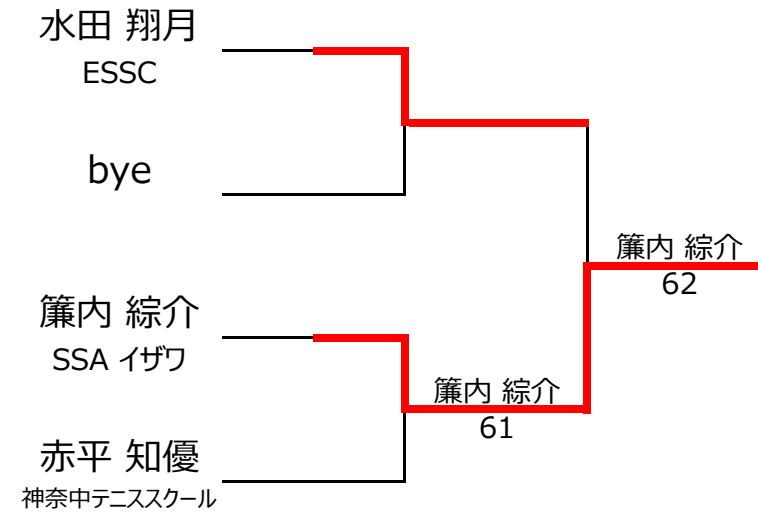 水田 翔月
ESSC
bye
簾内 綜介
62
簾内 綜介
SSA イザワ
簾内 綜介
61
赤平 知優
神奈中テニススクール